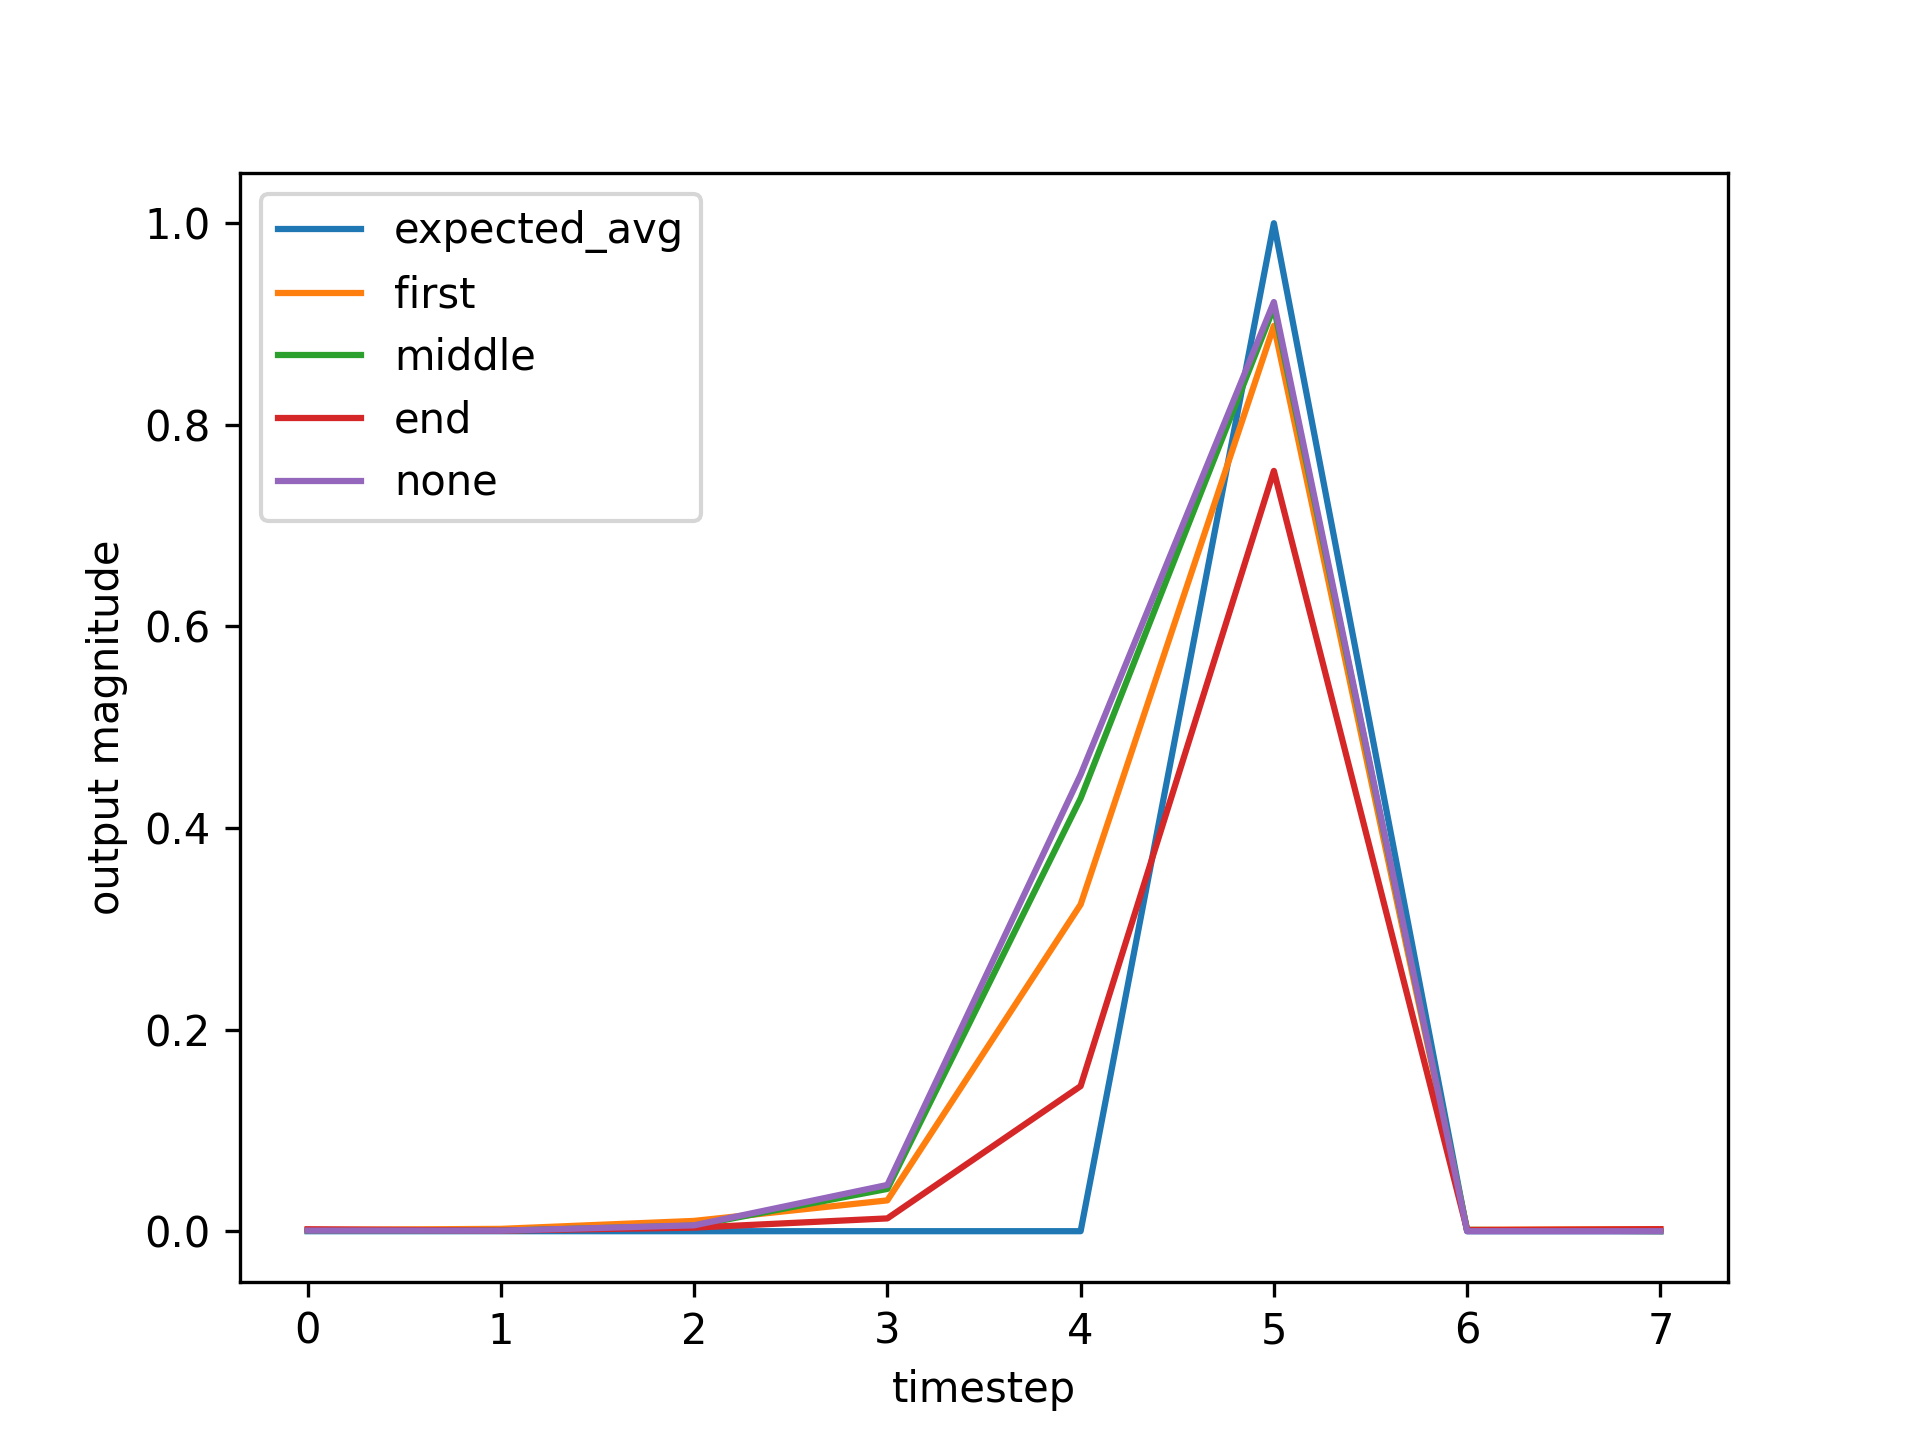 expected_avg
first
middle
end
none
1.0
0.8
0.6
0.4
0.2
0.0
output magnitude
0 1 2 3 4 5 6 7
timestep